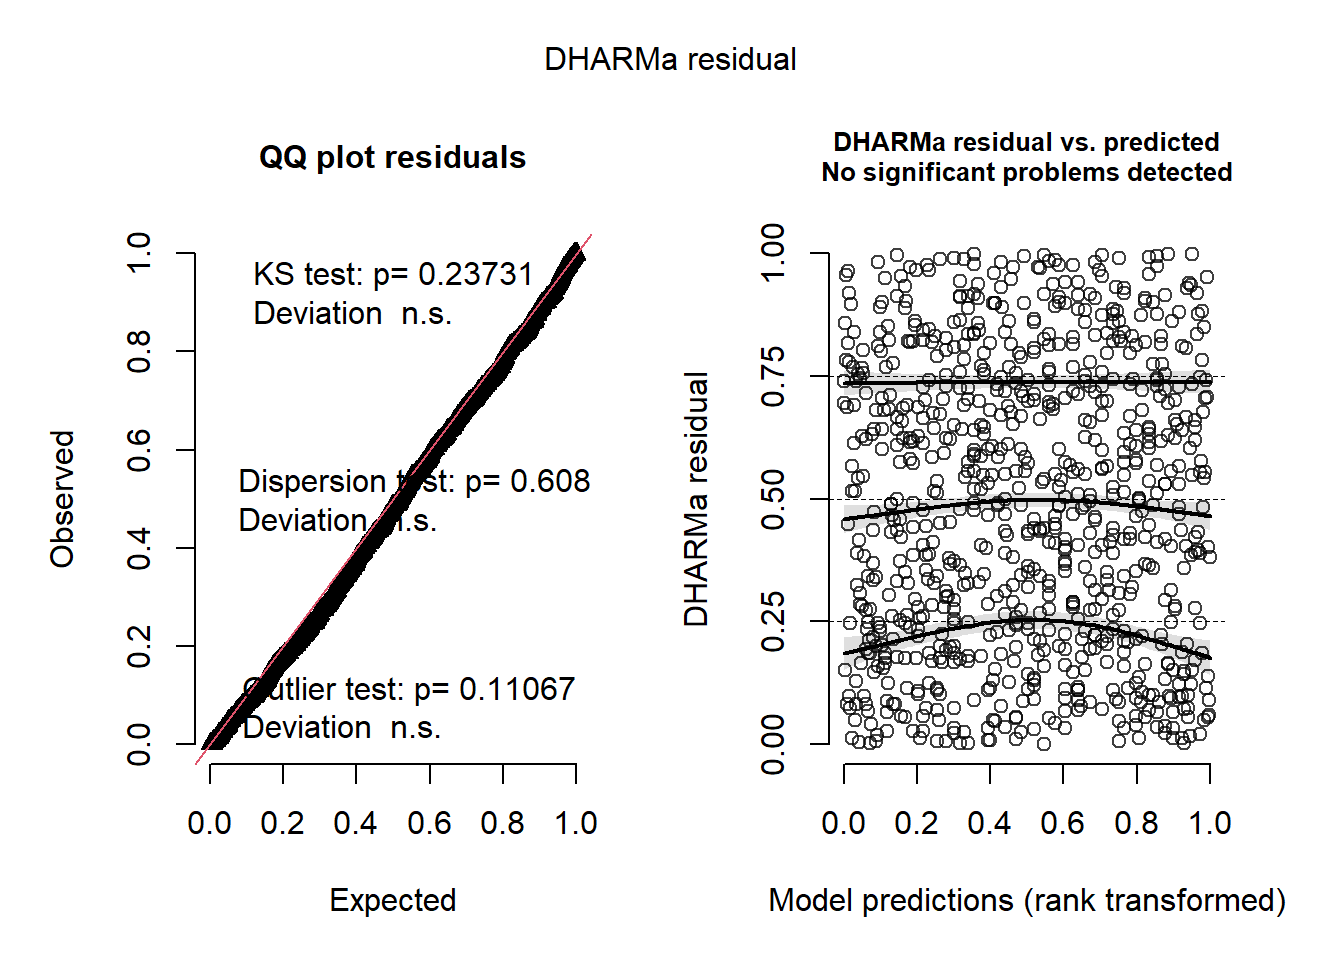 DHARMa residual
QQ plot residuals
KS test: p= 0.23731
Deviation  n.s.
Dispersion test: p= 0.608
Deviation  n.s.
Outlier test: p= 0.11067
Deviation  n.s.
Observed
0.0 0.2 0.4 0.6 0.8 1.0
0.0 0.2 0.4 0.6 0.8 1.0
Expected
DHARMa residual vs. predicted
No significant problems detected
DHARMa residual
0.00 0.25 0.50 0.75 1.00
0.0 0.2 0.4 0.6 0.8 1.0
Model predictions (rank transformed)